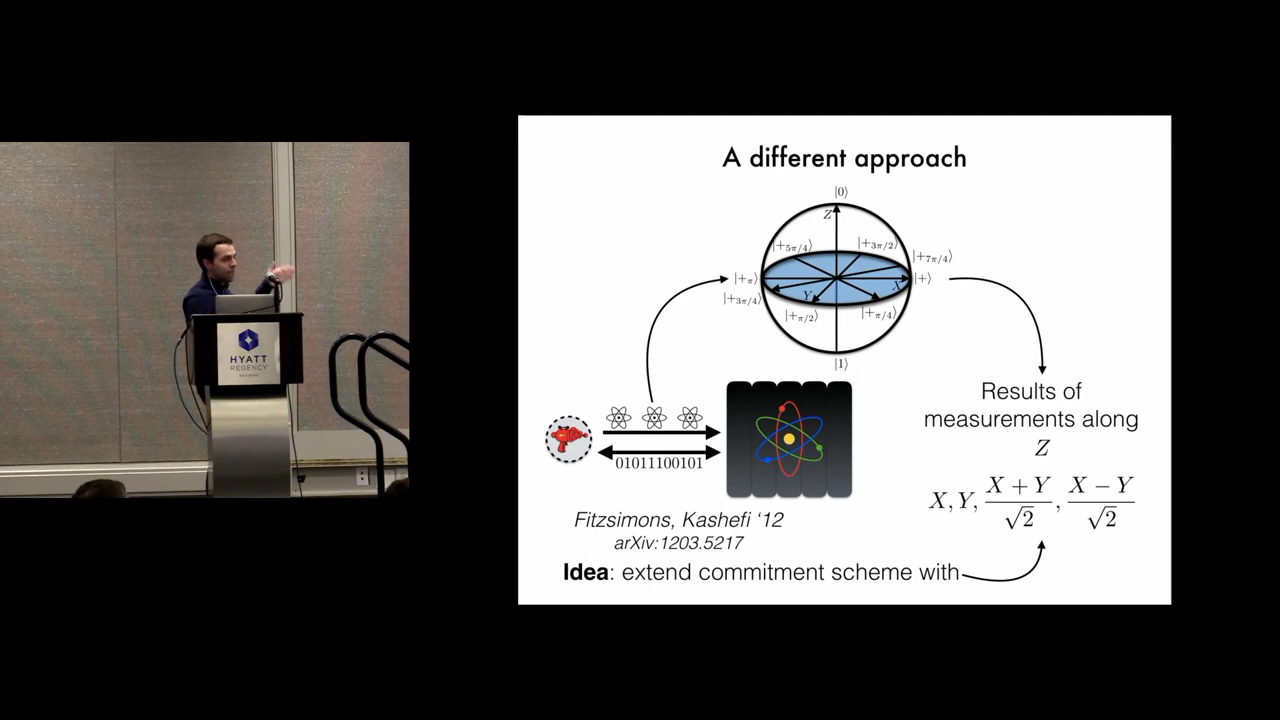 A different approach
|0⟩
Z
|+5π/4⟩
|+3π/2⟩
|+7π/4⟩
|+π⟩
X
|+⟩
|+3π/4⟩
Y
|+π/2⟩
|+π/4⟩
|1⟩
HYATT
REGENCY
01011100101
Results of
measurements along
Z
X, Y, X + Y/√2, X − Y/√2
Fitzsimons, Kashefi ‘12
arXiv:1203.5217
Idea: extend commitment scheme with